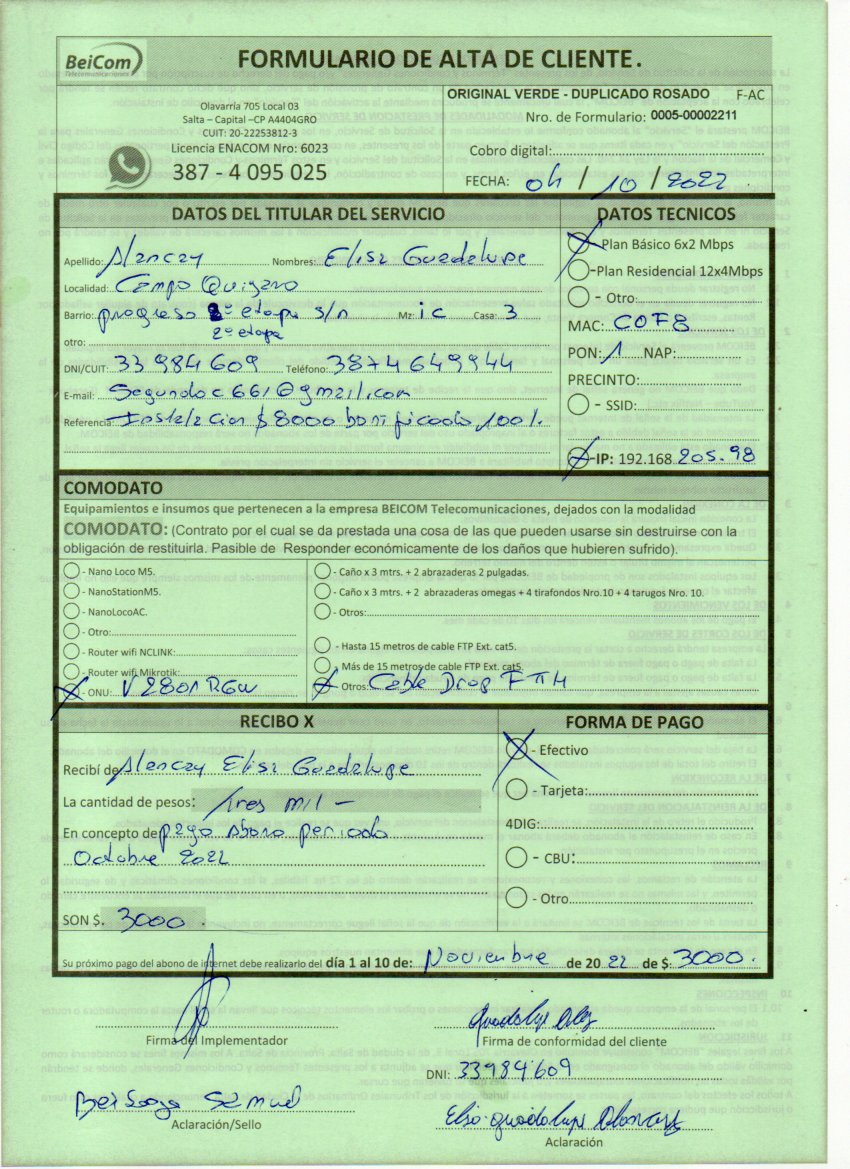 BeiCom
Telecomunicaciones
FORMULARIO DE ALTA DE CLIENTE.
Olavarría 705 Local 03
Salta – Capital –CP A4404GRO
CUIT: 20-22253812-3
Licencia ENACOM Nro: 6023
387 - 4 095 025
ORIGINAL VERDE - DUPLICADO ROSADO F-AC
Nro. de Formulario: 0005-00002211
Cobro digital:
FECHA: 04 / 10 / 2022
DATOS DEL TITULAR DEL SERVICIO
Apellido: Alancay Nombres: Elisa Guadalupe
Localidad: Campo Quijano
Barrio: progreso 2º etapa s/n Mz: ic Casa: 3
2º etapa
otro:
DNI/CUIT: 33 984 609 Teléfono: 3874649944
E-mail: Segundoc661@gmail.com
Referencia: Instalacion $ 8000 bonificado 100%.
DATOS TECNICOS
Plan Básico 6x2 Mbps
-Plan Residencial 12x4Mbps
- Otro:
MAC: C0F8
PON: 1 NAP:
PRECINTO:
- SSID:
-IP: 192.168. 205.98
COMODATO
Equipamientos e insumos que pertenecen a la empresa BEICOM Telecomunicaciones, dejados con la modalidad
COMODATO: (Contrato por el cual se da prestada una cosa de las que pueden usarse sin destruirse con la
obligación de restituirla. Pasible de Responder económicamente de los daños que hubieren sufrido).
- Nano Loco M5.
- NanoStationM5.
- NanoLocoAC.
- Otro:
- Router wifi NCLINK:
- Router wifi Mikrotik:
- ONU: V2801RGW
- Caño x 3 mtrs. + 2 abrazaderas 2 pulgadas.
- Caño x 3 mtrs. + 2 abrazaderas omegas + 4 tirafondos Nro.10 + 4 tarugos Nro. 10.
- Otros:
- Hasta 15 metros de cable FTP Ext. cat5.
- Más de 15 metros de cable FTP Ext. cat5.
- Otros: Cable Drop FTTH
RECIBO X
Recibí de Alancay Elisa Guadalupe
La cantidad de pesos: tres mil –
En concepto de pago Abono periodo
Octubre 2022
SON $. 3000 .
FORMA DE PAGO
- Efectivo
- Tarjeta:
4DIG:
- CBU:
- Otro
Su próximo pago del abono de internet debe realizarlo del día 1 al 10 de: Noviembre de 20 22 de $: 3000.
Firma del Implementador
Firma de conformidad del cliente
DNI: 33984609
Samuel
Aclaración/Sello
Elsa guadalupe Alancay
Aclaración